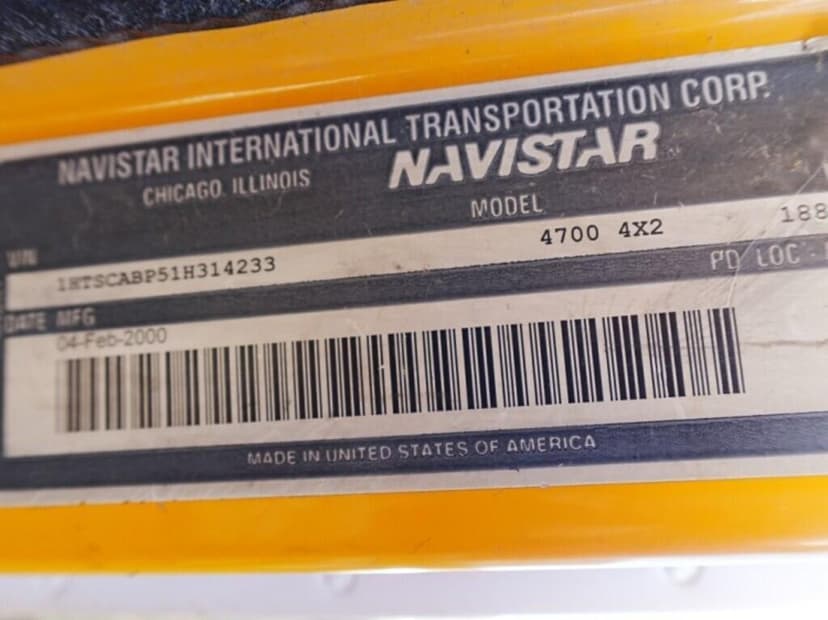 NAVISTAR INTERNATIONAL TRANSPORTATION CORP.
CHICAGO, ILLINOIS NAVISTAR
VIN MODEL
1HTSCABP51H314233 4700 4X2 188
DATE MFG PD LOC
04-Feb-2000
MADE IN UNITED STATES OF AMERICA